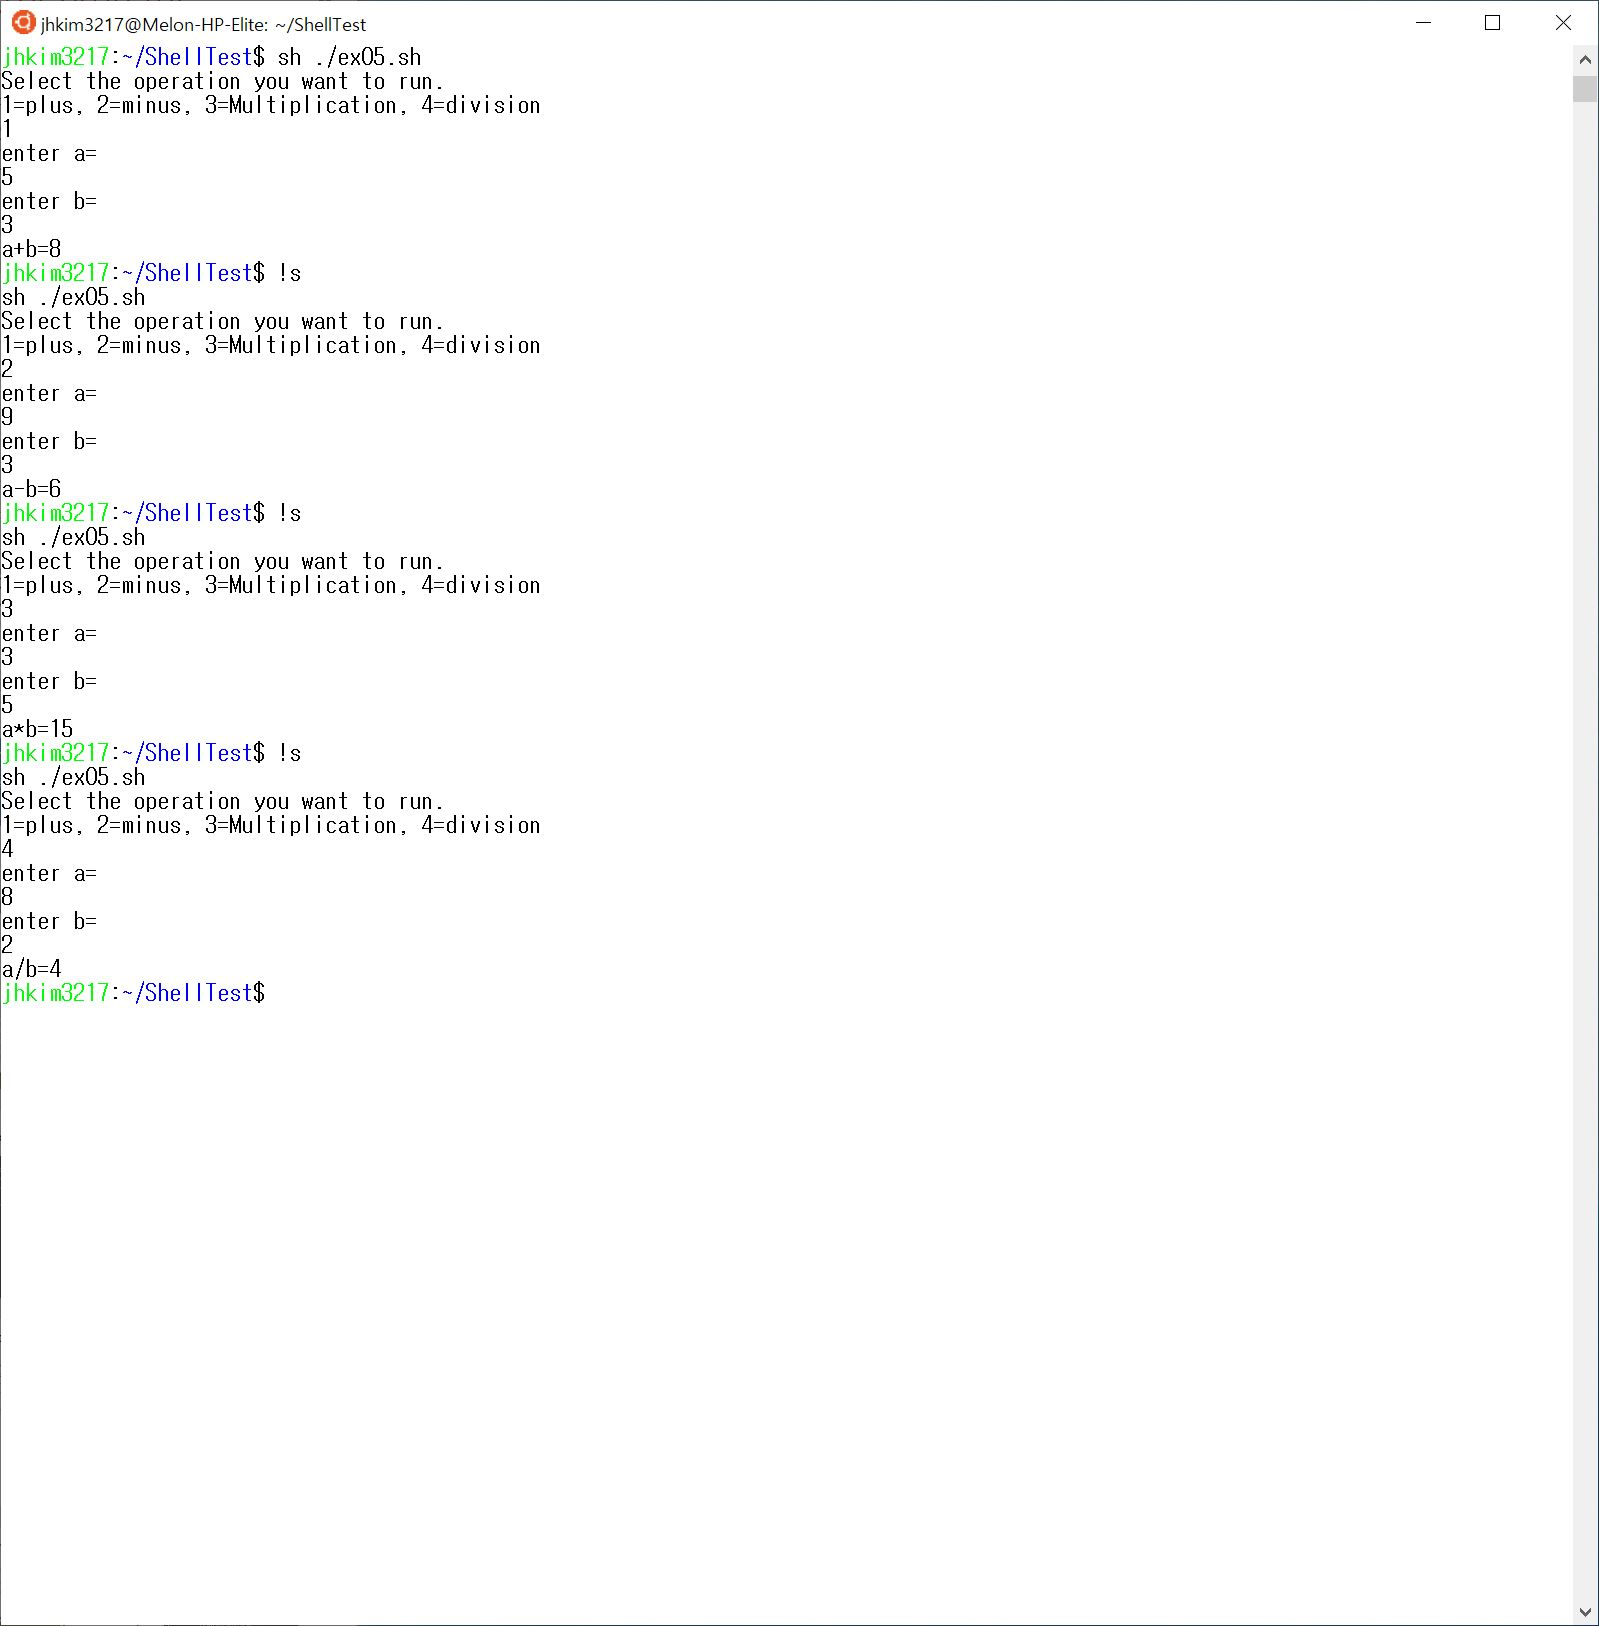 jhkim3217@Melon-HP-Elite: ~/ShellTest
jhkim3217:~/ShellTest$ sh ./ex05.sh
Select the operation you want to run.
1=plus, 2=minus, 3=Multiplication, 4=division
1
enter a=
5
enter b=
3
a+b=8
jhkim3217:~/ShellTest$ !s
sh ./ex05.sh
Select the operation you want to run.
1=plus, 2=minus, 3=Multiplication, 4=division
2
enter a=
9
enter b=
3
a-b=6
jhkim3217:~/ShellTest$ !s
sh ./ex05.sh
Select the operation you want to run.
1=plus, 2=minus, 3=Multiplication, 4=division
3
enter a=
3
enter b=
5
a*b=15
jhkim3217:~/ShellTest$ !s
sh ./ex05.sh
Select the operation you want to run.
1=plus, 2=minus, 3=Multiplication, 4=division
4
enter a=
8
enter b=
2
a/b=4
jhkim3217:~/ShellTest$